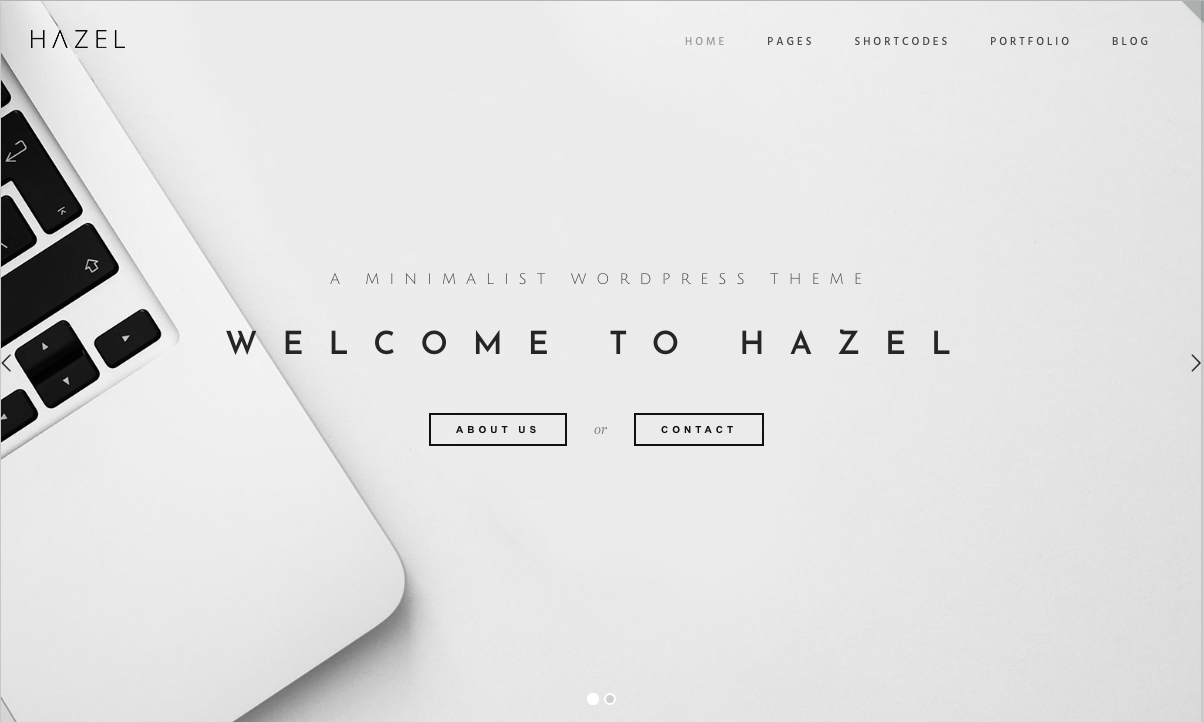 HAZEL
HOME PAGES SHORTCODES PORTFOLIO BLOG
A MINIMALIST WORDPRESS THEME
WELCOME TO HAZEL
ABOUT US or CONTACT